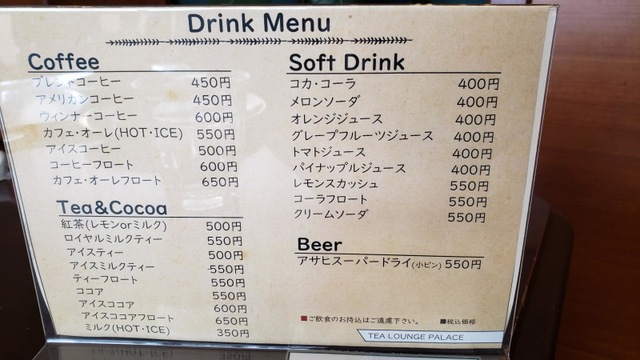 Drink Menu
Coffee
ブレンドコーヒー 450円
アメリカンコーヒー 450円
ウィンナーコーヒー 600円
カフェ・オーレ(HOT・ICE) 550円
アイスコーヒー 500円
コーヒーフロート 600円
カフェ・オーレフロート 650円
Tea&Cocoa
紅茶(レモンorミルク) 500円
ロイヤルミルクティー 550円
アイスティー 500円
アイスミルクティー 550円
ティーフロート 550円
ココア 550円
アイスココア 600円
アイスココアフロート 650円
ミルク(HOT・ICE) 350円
Soft Drink
コカ・コーラ 400円
メロンソーダ 400円
オレンジジュース 400円
グレープフルーツジュース 400円
トマトジュース 400円
パイナップルジュース 400円
レモンスカッシュ 550円
コーラフロート 550円
クリームソーダ 550円
Beer
アサヒスーパードライ(小ビン) 550円
■ご飲食のお持込はご遠慮下さい。 ■税込価格
TEA LOUNGE PALACE